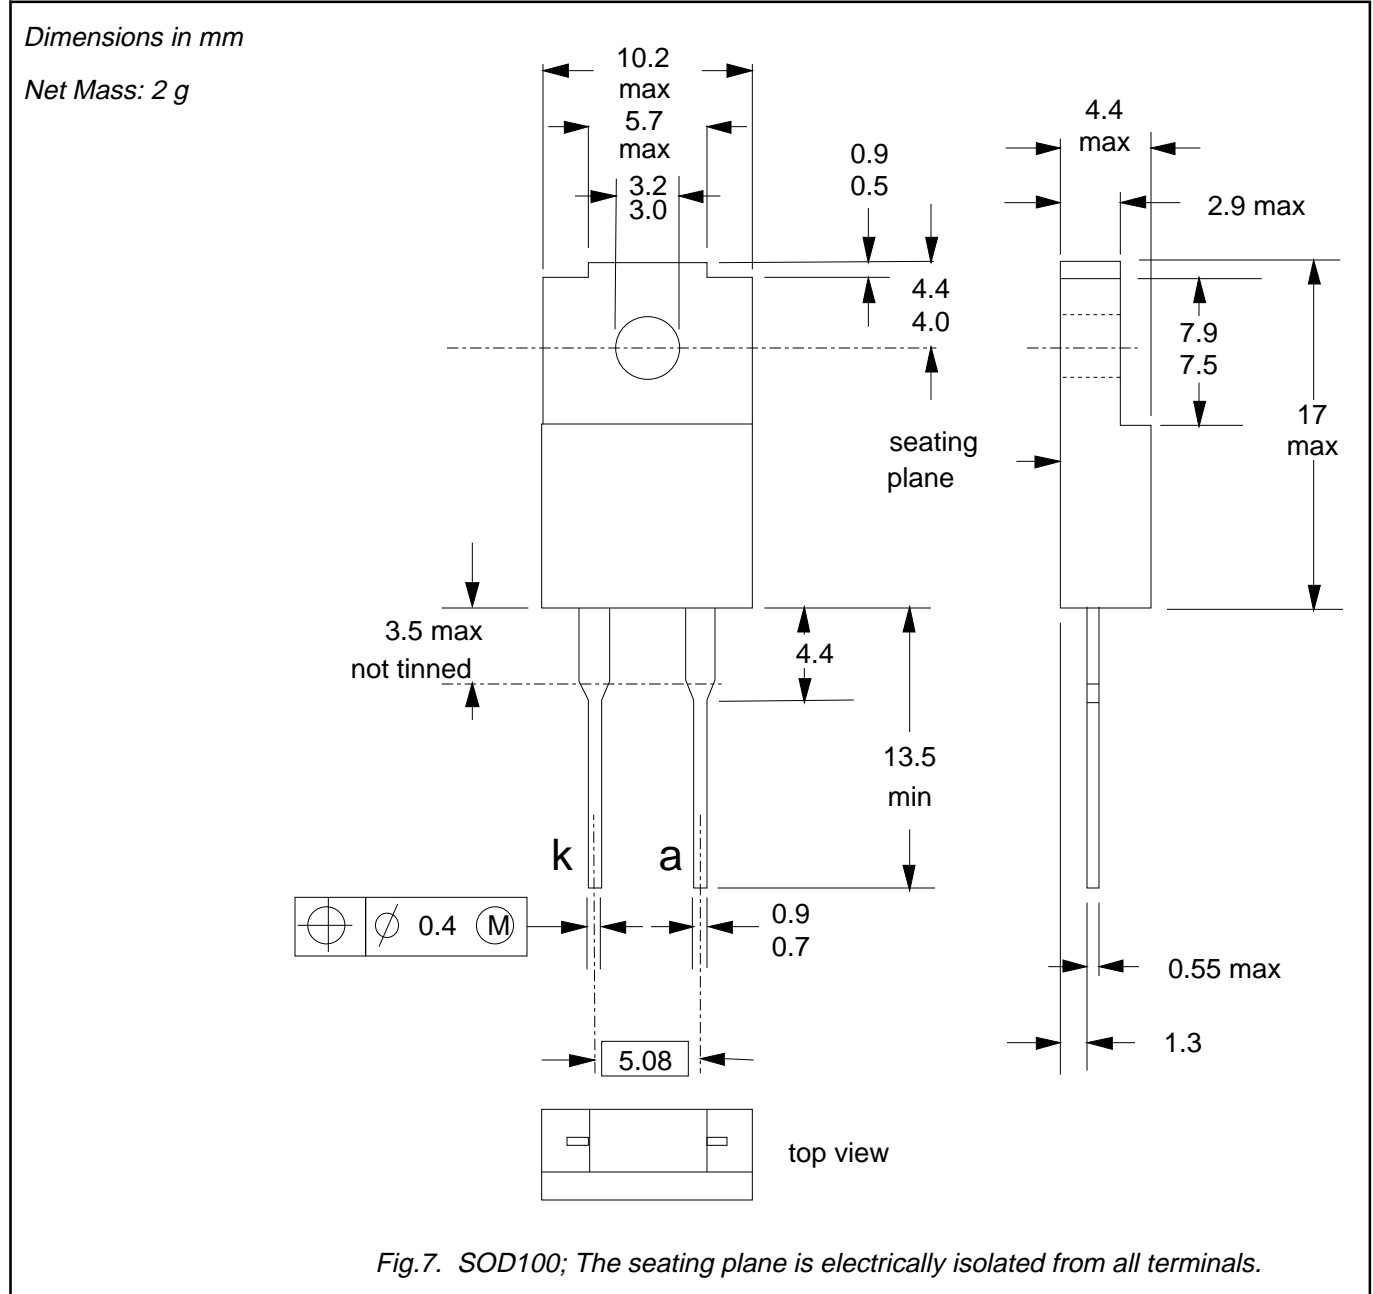 Dimensions in mm
Net Mass: 2 g
10.2
max
5.7
max
3.2
3.0
0.9
0.5
4.4
4.0
4.4
max
2.9 max
7.9
7.5
17
max
seating
plane
3.5 max
not tinned
4.4
13.5
min
k a
⌖ ⌀ 0.4 Ⓜ
0.9
0.7
0.55 max
1.3
5.08
top view
Fig.7. SOD100; The seating plane is electrically isolated from all terminals.